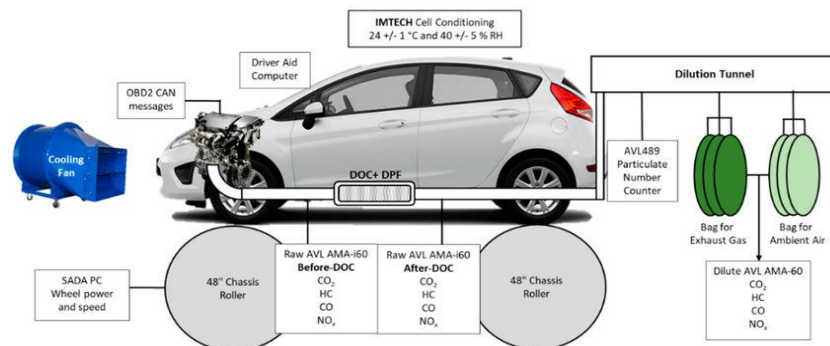 IMTECH Cell Conditioning
24 +/- 1 °C and 40 +/- 5 % RH
Driver Aid
Computer
OBD2 CAN
messages
Dilution Tunnel
Cooling
Fan
DOC+ DPF
AVL489
Particulate
Number
Counter
Bag for
Exhaust Gas
Bag for
Ambient Air
SADA PC
Wheel power
and speed
48" Chassis
Roller
Raw AVL AMA-i60
Before-DOC
CO₂
HC
CO
NOₓ
Raw AVL AMA-i60
After-DOC
CO₂
HC
CO
NOₓ
48" Chassis
Roller
Dilute AVL AMA-60
CO₂
HC
CO
NOₓ